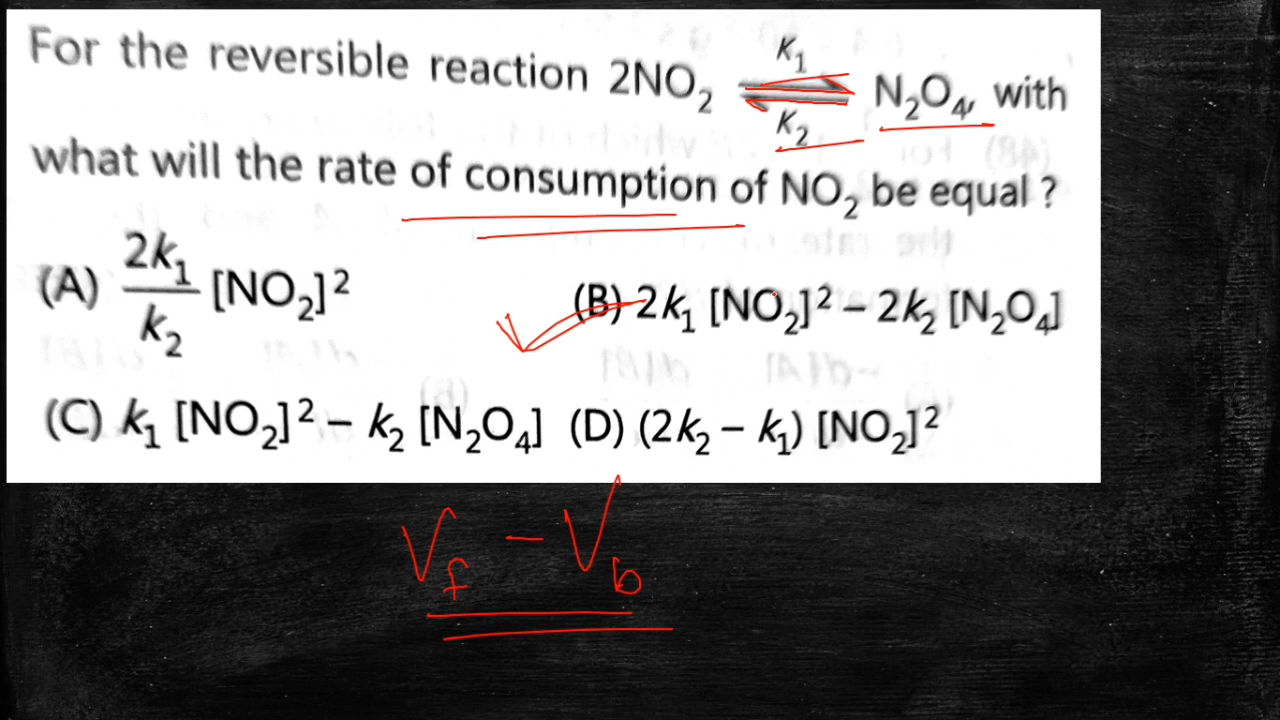 For the reversible reaction 2NO₂ ⇌ N₂O₄, with
K₁
K₂
what will the rate of consumption of NO₂ be equal ?
(A) 2k₁/k₂ [NO₂]² (B) 2k₁ [NO₂]² – 2k₂ [N₂O₄]
(C) k₁ [NO₂]² – k₂ [N₂O₄] (D) (2k₂ – k₁) [NO₂]²
V_f – V_b